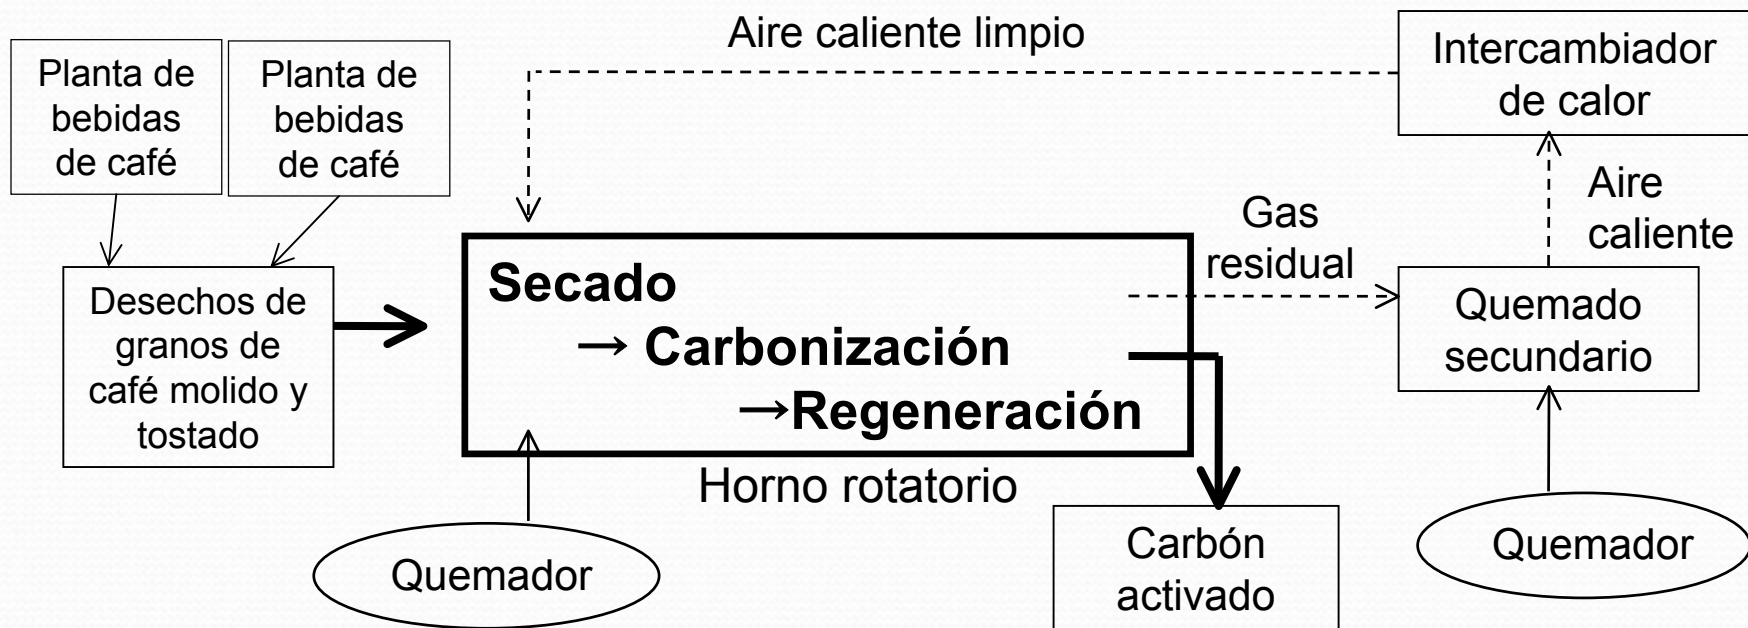 Planta de
bebidas
de café
Planta de
bebidas
de café
Aire caliente limpio
Intercambiador
de calor
Aire
caliente
Gas
residual
Desechos de
granos de
café molido y
tostado
Secado
→ Carbonización
→Regeneración
Quemado
secundario
Horno rotatorio
Quemador
Carbón
activado
Quemador